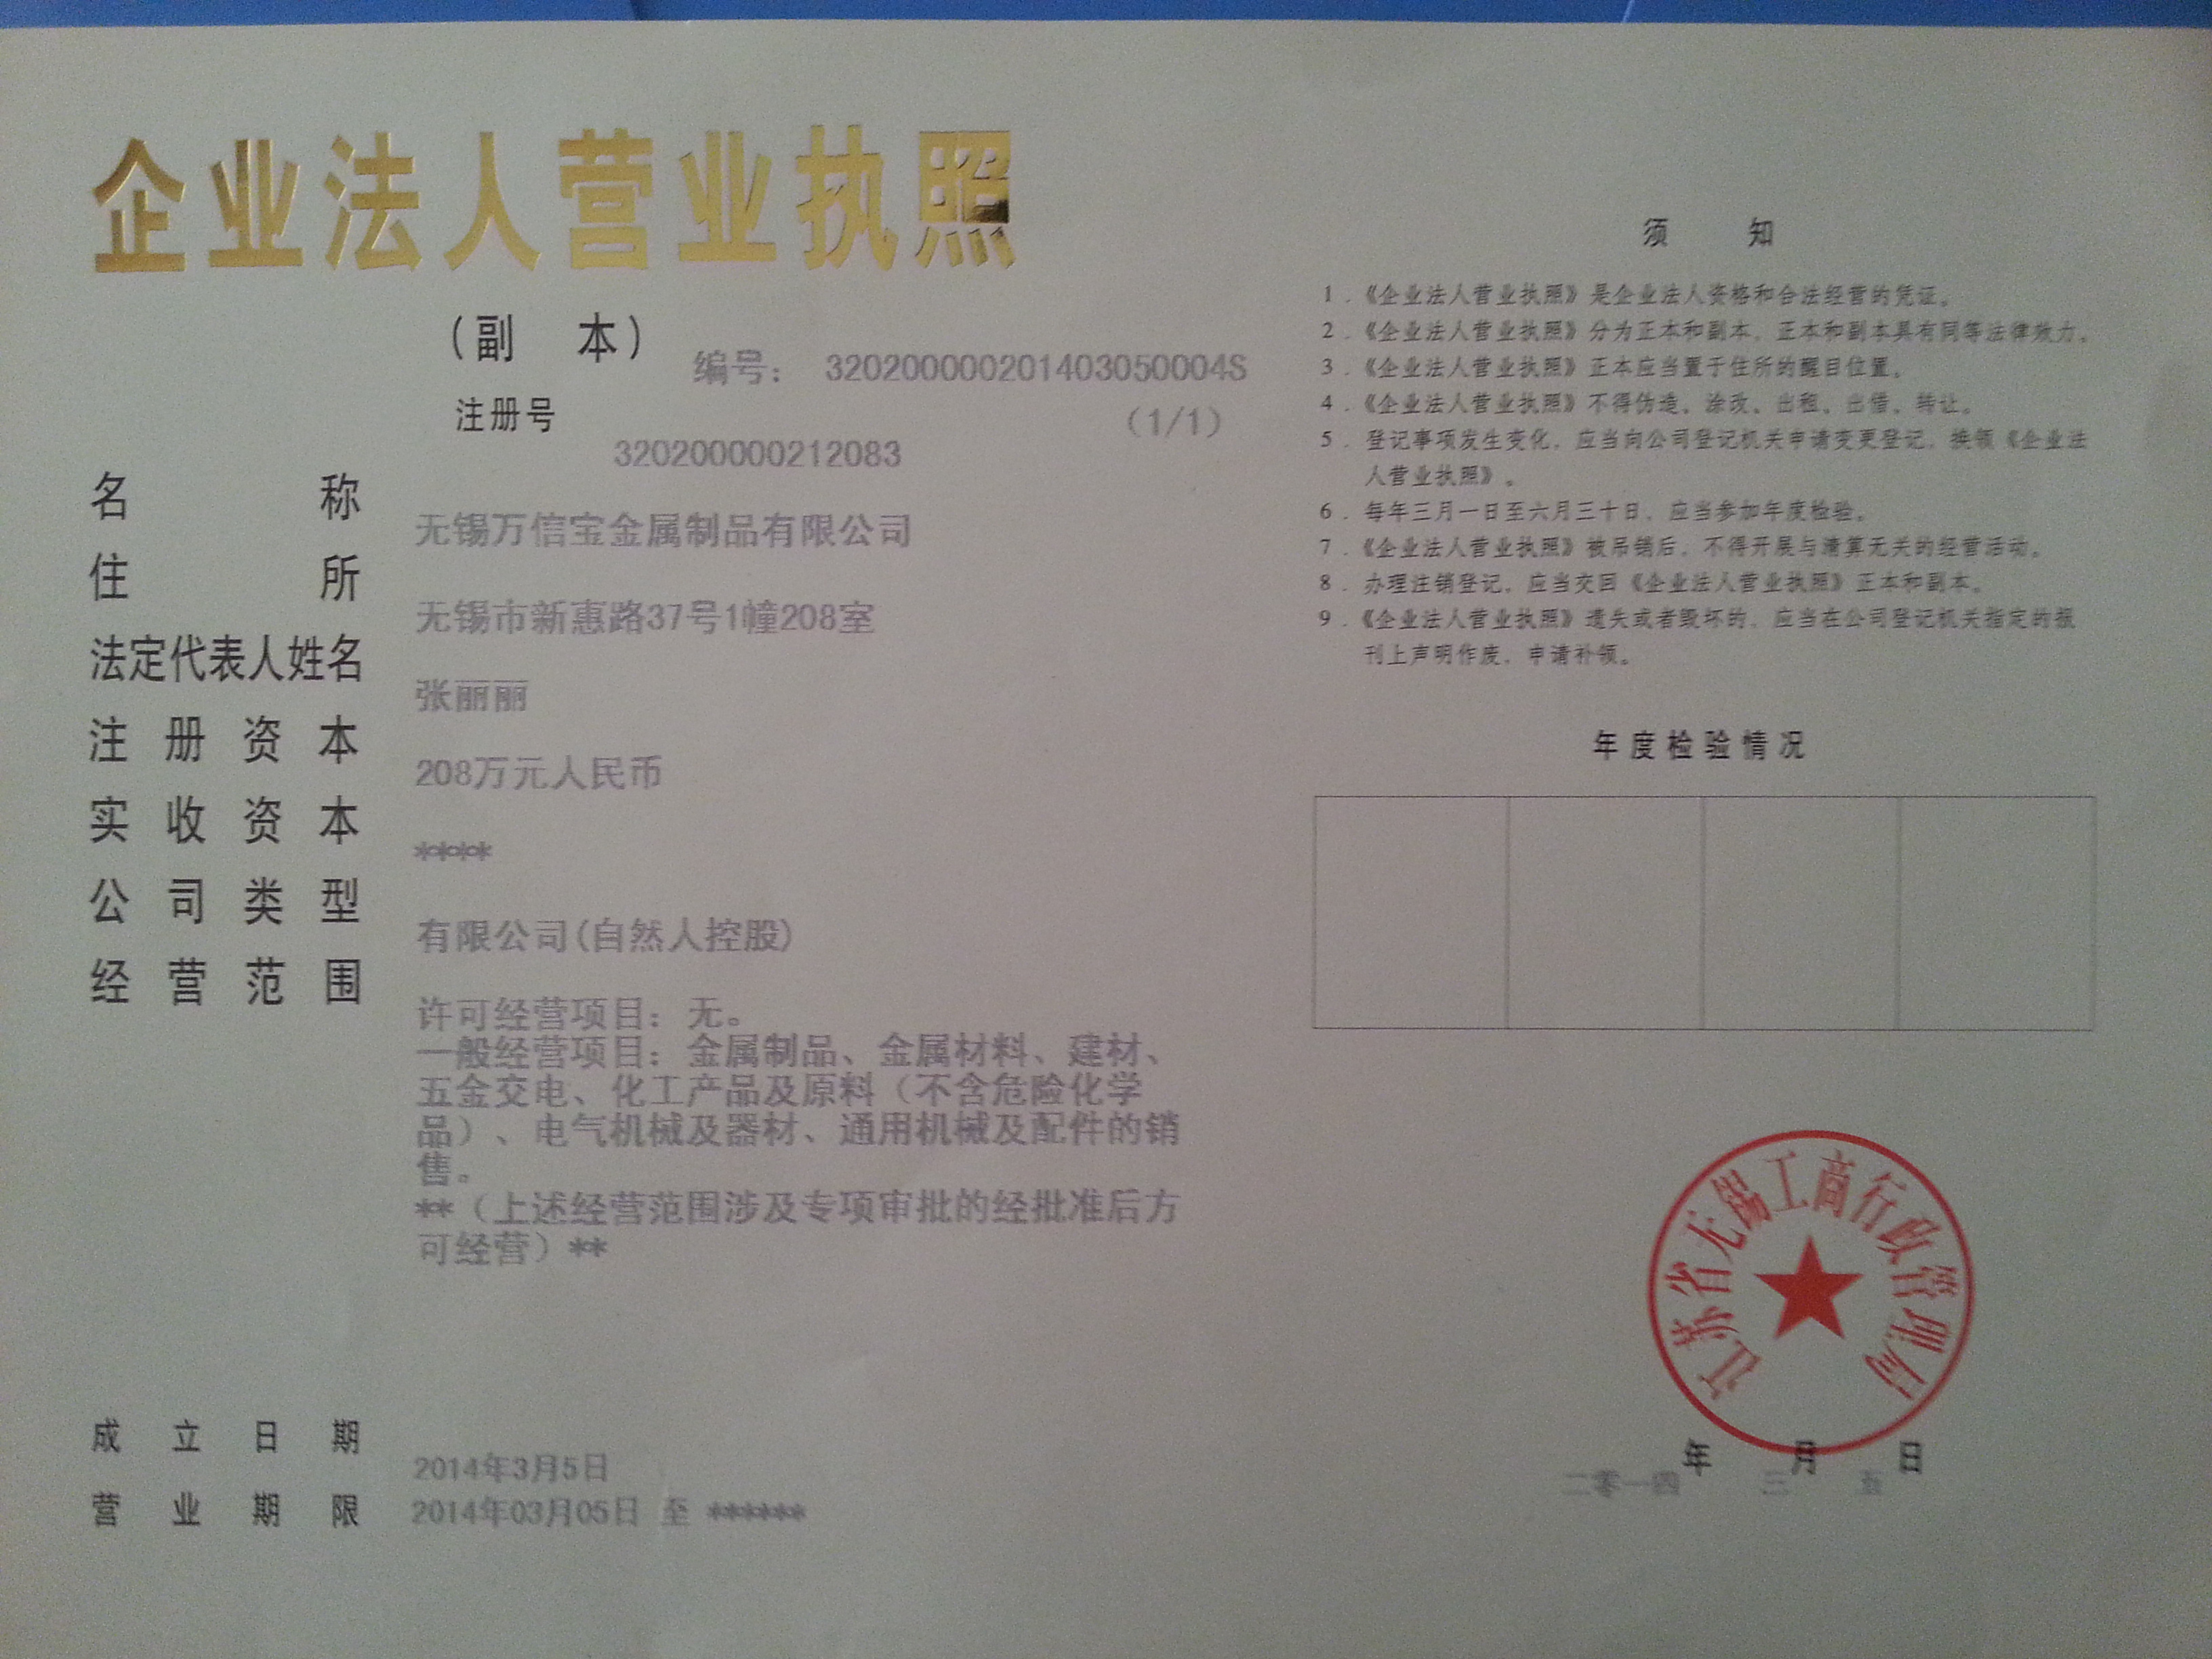 企业法人营业执照
（副 本）
编号： 320200000201403050004S
注册号
（1/1）
320200000212083
名称
无锡万信宝金属制品有限公司
住所
无锡市新惠路37号1幢208室
法定代表人姓名
张丽丽
注册资本
208万元人民币
实收资本
****
公司类型
有限公司(自然人控股)
经营范围
许可经营项目：无。
一般经营项目：金属制品、金属材料、建材、
五金交电、化工产品及原料（不含危险化学
品）、电气机械及器材、通用机械及配件的销
售。
**（上述经营范围涉及专项审批的经批准后方
可经营）**
成立日期
2014年3月5日
营业期限
2014年03月05日 至 ******
须 知
1．《企业法人营业执照》是企业法人资格和合法经营的凭证。
2．《企业法人营业执照》分为正本和副本，正本和副本具有同等法律效力。
3．《企业法人营业执照》正本应当置于住所的醒目位置。
4．《企业法人营业执照》不得伪造、涂改、出租、出借、转让。
5．登记事项发生变化，应当向公司登记机关申请变更登记，换领《企业法
人营业执照》。
6．每年三月一日至六月三十日，应当参加年度检验。
7．《企业法人营业执照》被吊销后，不得开展与清算无关的经营活动。
8．办理注销登记，应当交回《企业法人营业执照》正本和副本。
9．《企业法人营业执照》遗失或者毁坏的，应当在公司登记机关指定的报
刊上声明作废，申请补领。
年度检验情况
江苏省无锡工商行政管理局
年 月 日
二零一四 三 五